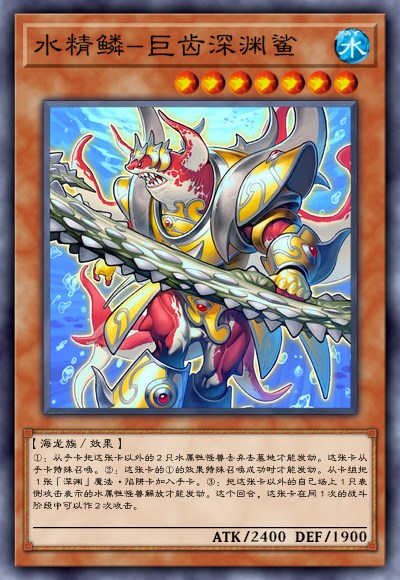 水精鳞-巨齿深渊鲨
水
【海龙族/效果】
①:从手卡把这张卡以外的2只水属性怪兽去弃去墓地才能发动。这张卡从
手卡特殊召唤。②:这张卡的①的效果特殊召唤成功时才能发动。从卡组把
1张「深渊」魔法·陷阱卡加入手卡。③:把这张卡以外的自己场上1只表
侧攻击表示的水属性怪兽解放才能发动。这个回合,这张卡在同1次的战斗
阶段中可以作2次攻击。
ATK/2400 DEF/1900